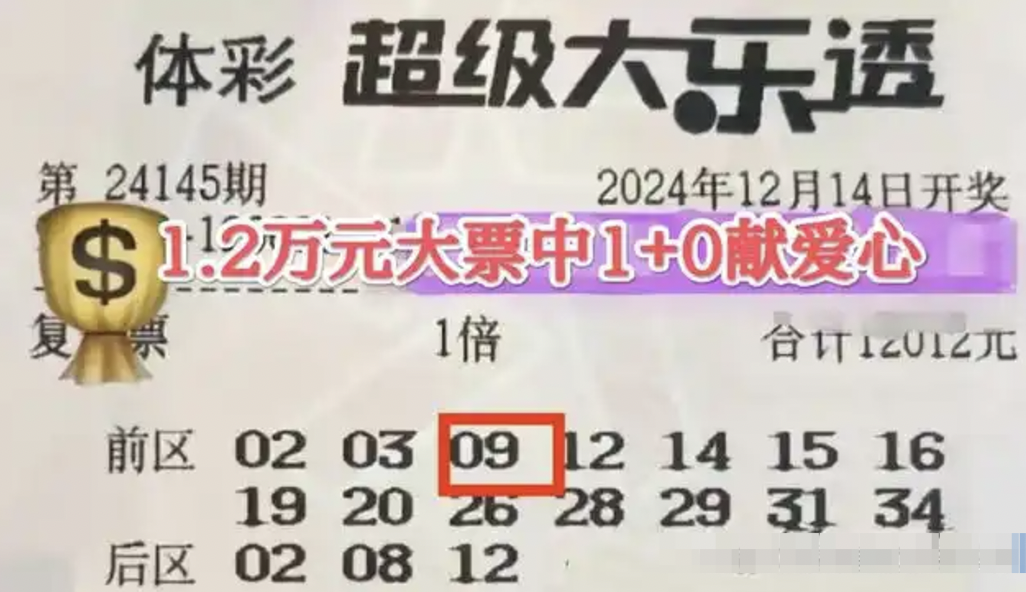 体彩 超级大乐透
第 24145期 2024年12月14日开奖
1.2万元大票中1+0献爱心
复 票 1倍 合计12012元
前区 02 03 09 12 14 15 16
19 20 26 28 29 31 34
后区 02 08 12